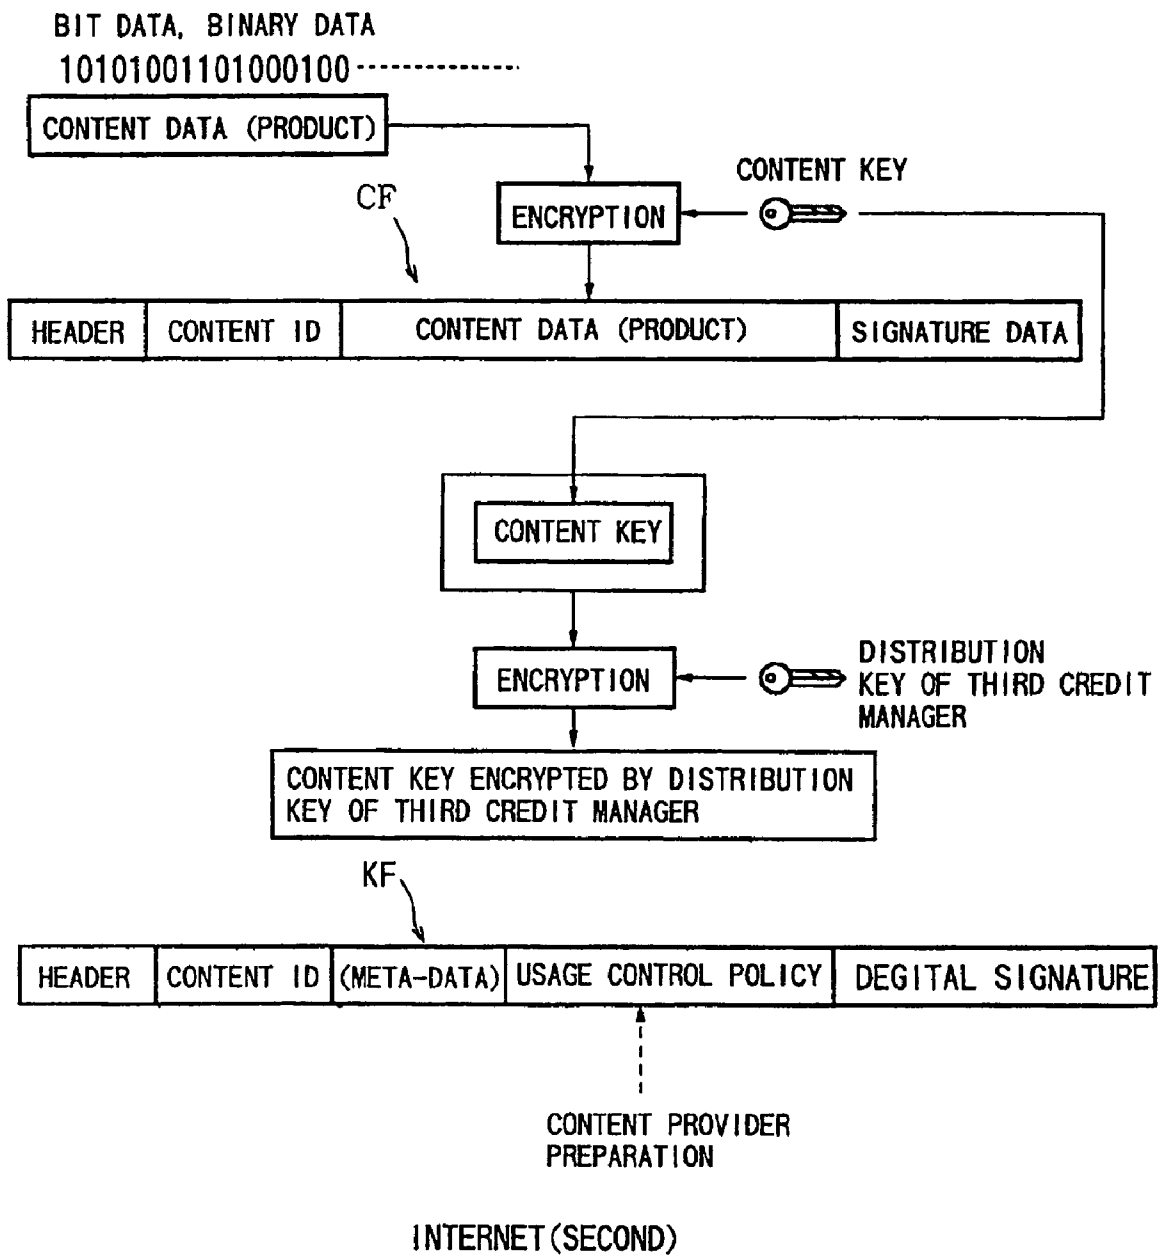 BIT DATA, BINARY DATA
10101001101000100
CONTENT DATA (PRODUCT)
CONTENT KEY
CF
ENCRYPTION
HEADER CONTENT ID CONTENT DATA (PRODUCT) SIGNATURE DATA
CONTENT KEY
ENCRYPTION
DISTRIBUTION
KEY OF THIRD CREDIT
MANAGER
CONTENT KEY ENCRYPTED BY DISTRIBUTION
KEY OF THIRD CREDIT MANAGER
KF
HEADER CONTENT ID (META-DATA) USAGE CONTROL POLICY DEGITAL SIGNATURE
CONTENT PROVIDER
PREPARATION
INTERNET(SECOND)